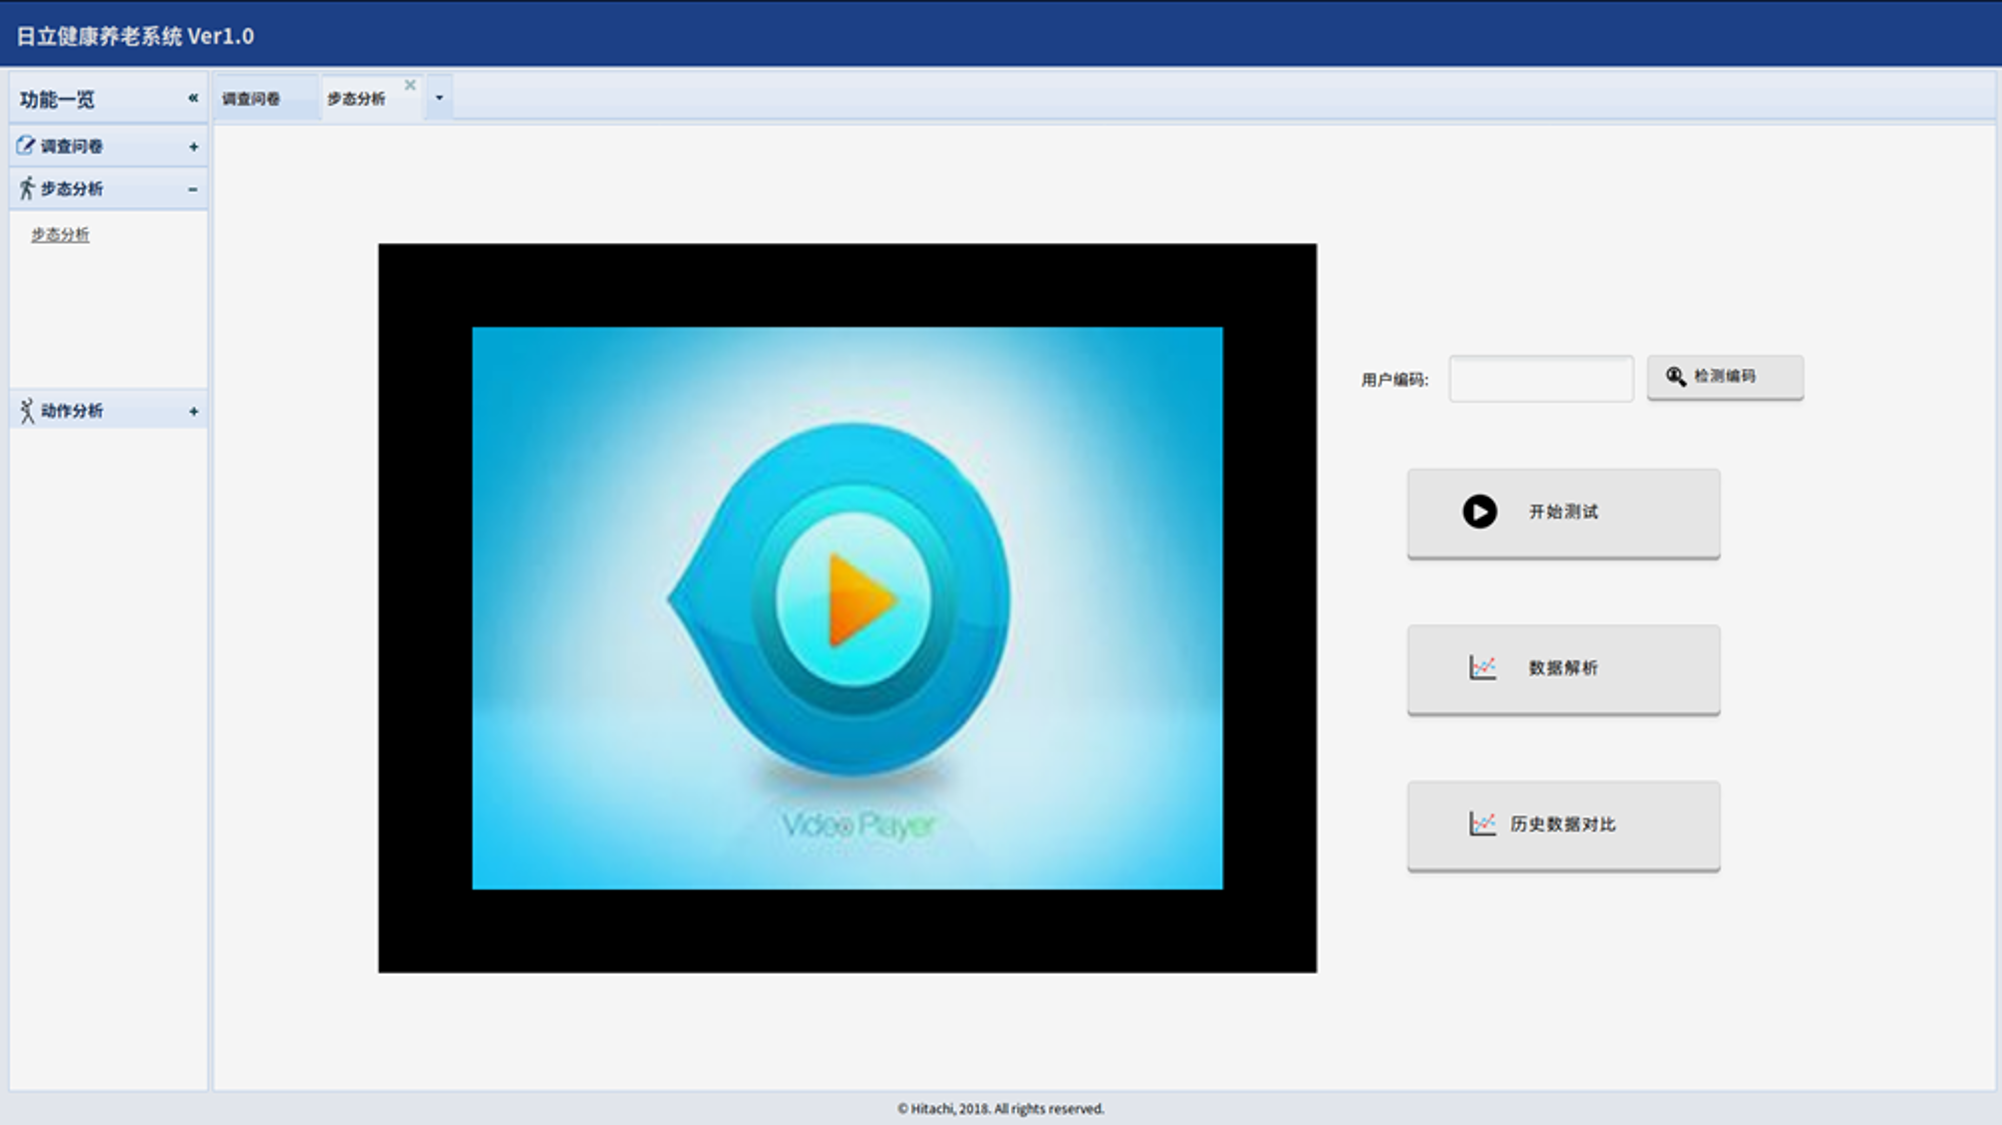 日立健康养老系统 Ver1.0
功能一览
调查问卷
步态分析
步态分析
动作分析
调查问卷
步态分析
Video Player
用户编码:
检测编码
开始测试
数据解析
历史数据对比
© Hitachi, 2018. All rights reserved.